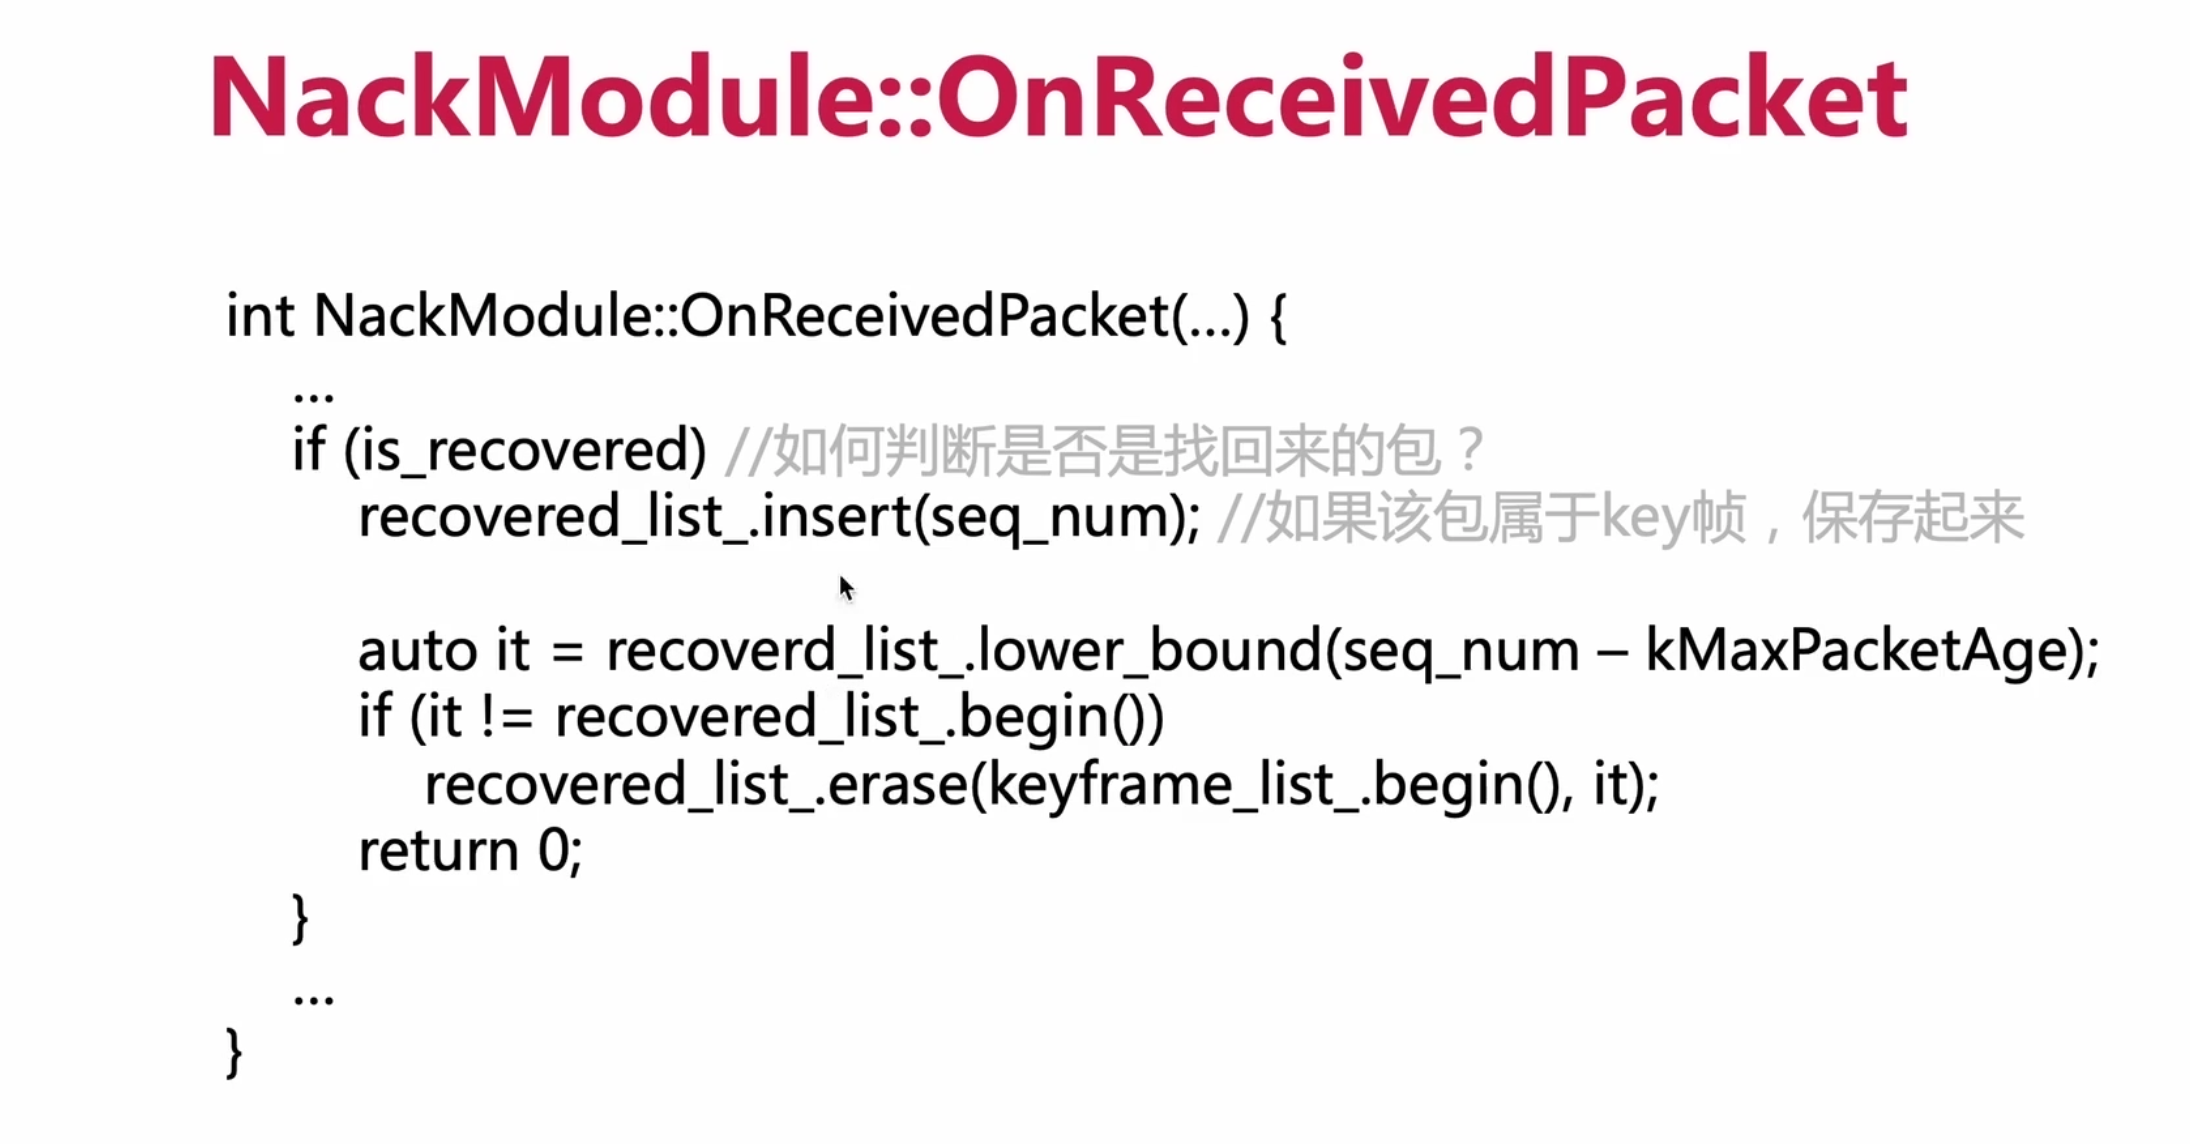 NackModule::OnReceivedPacket
int NackModule::OnReceivedPacket(...) {
...
if (is_recovered) //如何判断是否是找回来的包？
recovered_list_.insert(seq_num); //如果该包属于key帧，保存起来
auto it = recoverd_list_.lower_bound(seq_num – kMaxPacketAge);
if (it != recovered_list_.begin())
recovered_list_.erase(keyframe_list_.begin(), it);
return 0;
}
...
}